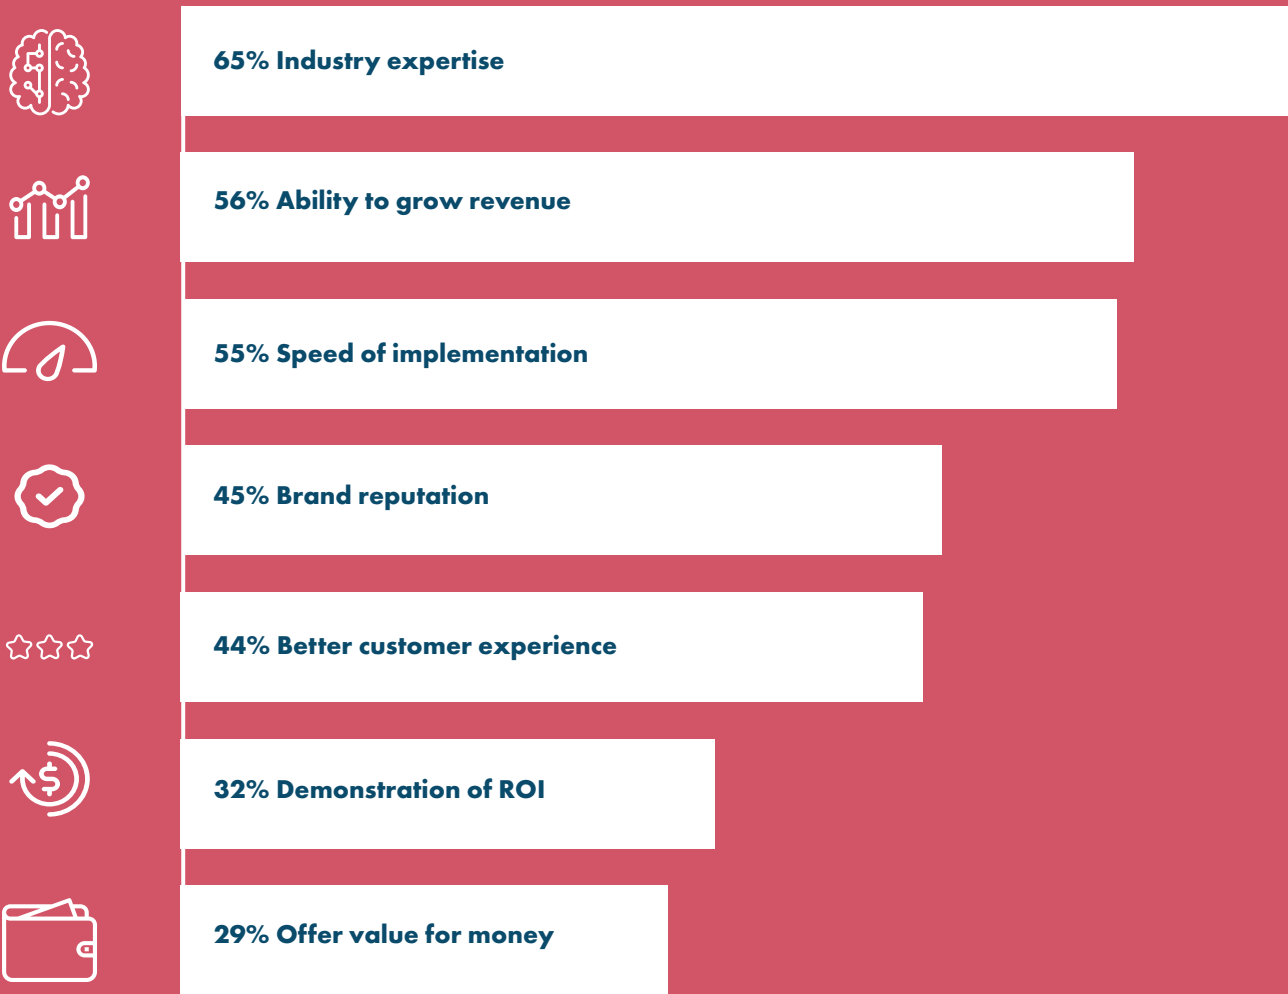 65% Industry expertise
56% Ability to grow revenue
55% Speed of implementation
45% Brand reputation
44% Better customer experience
$
32% Demonstration of ROI
29% Offer value for money